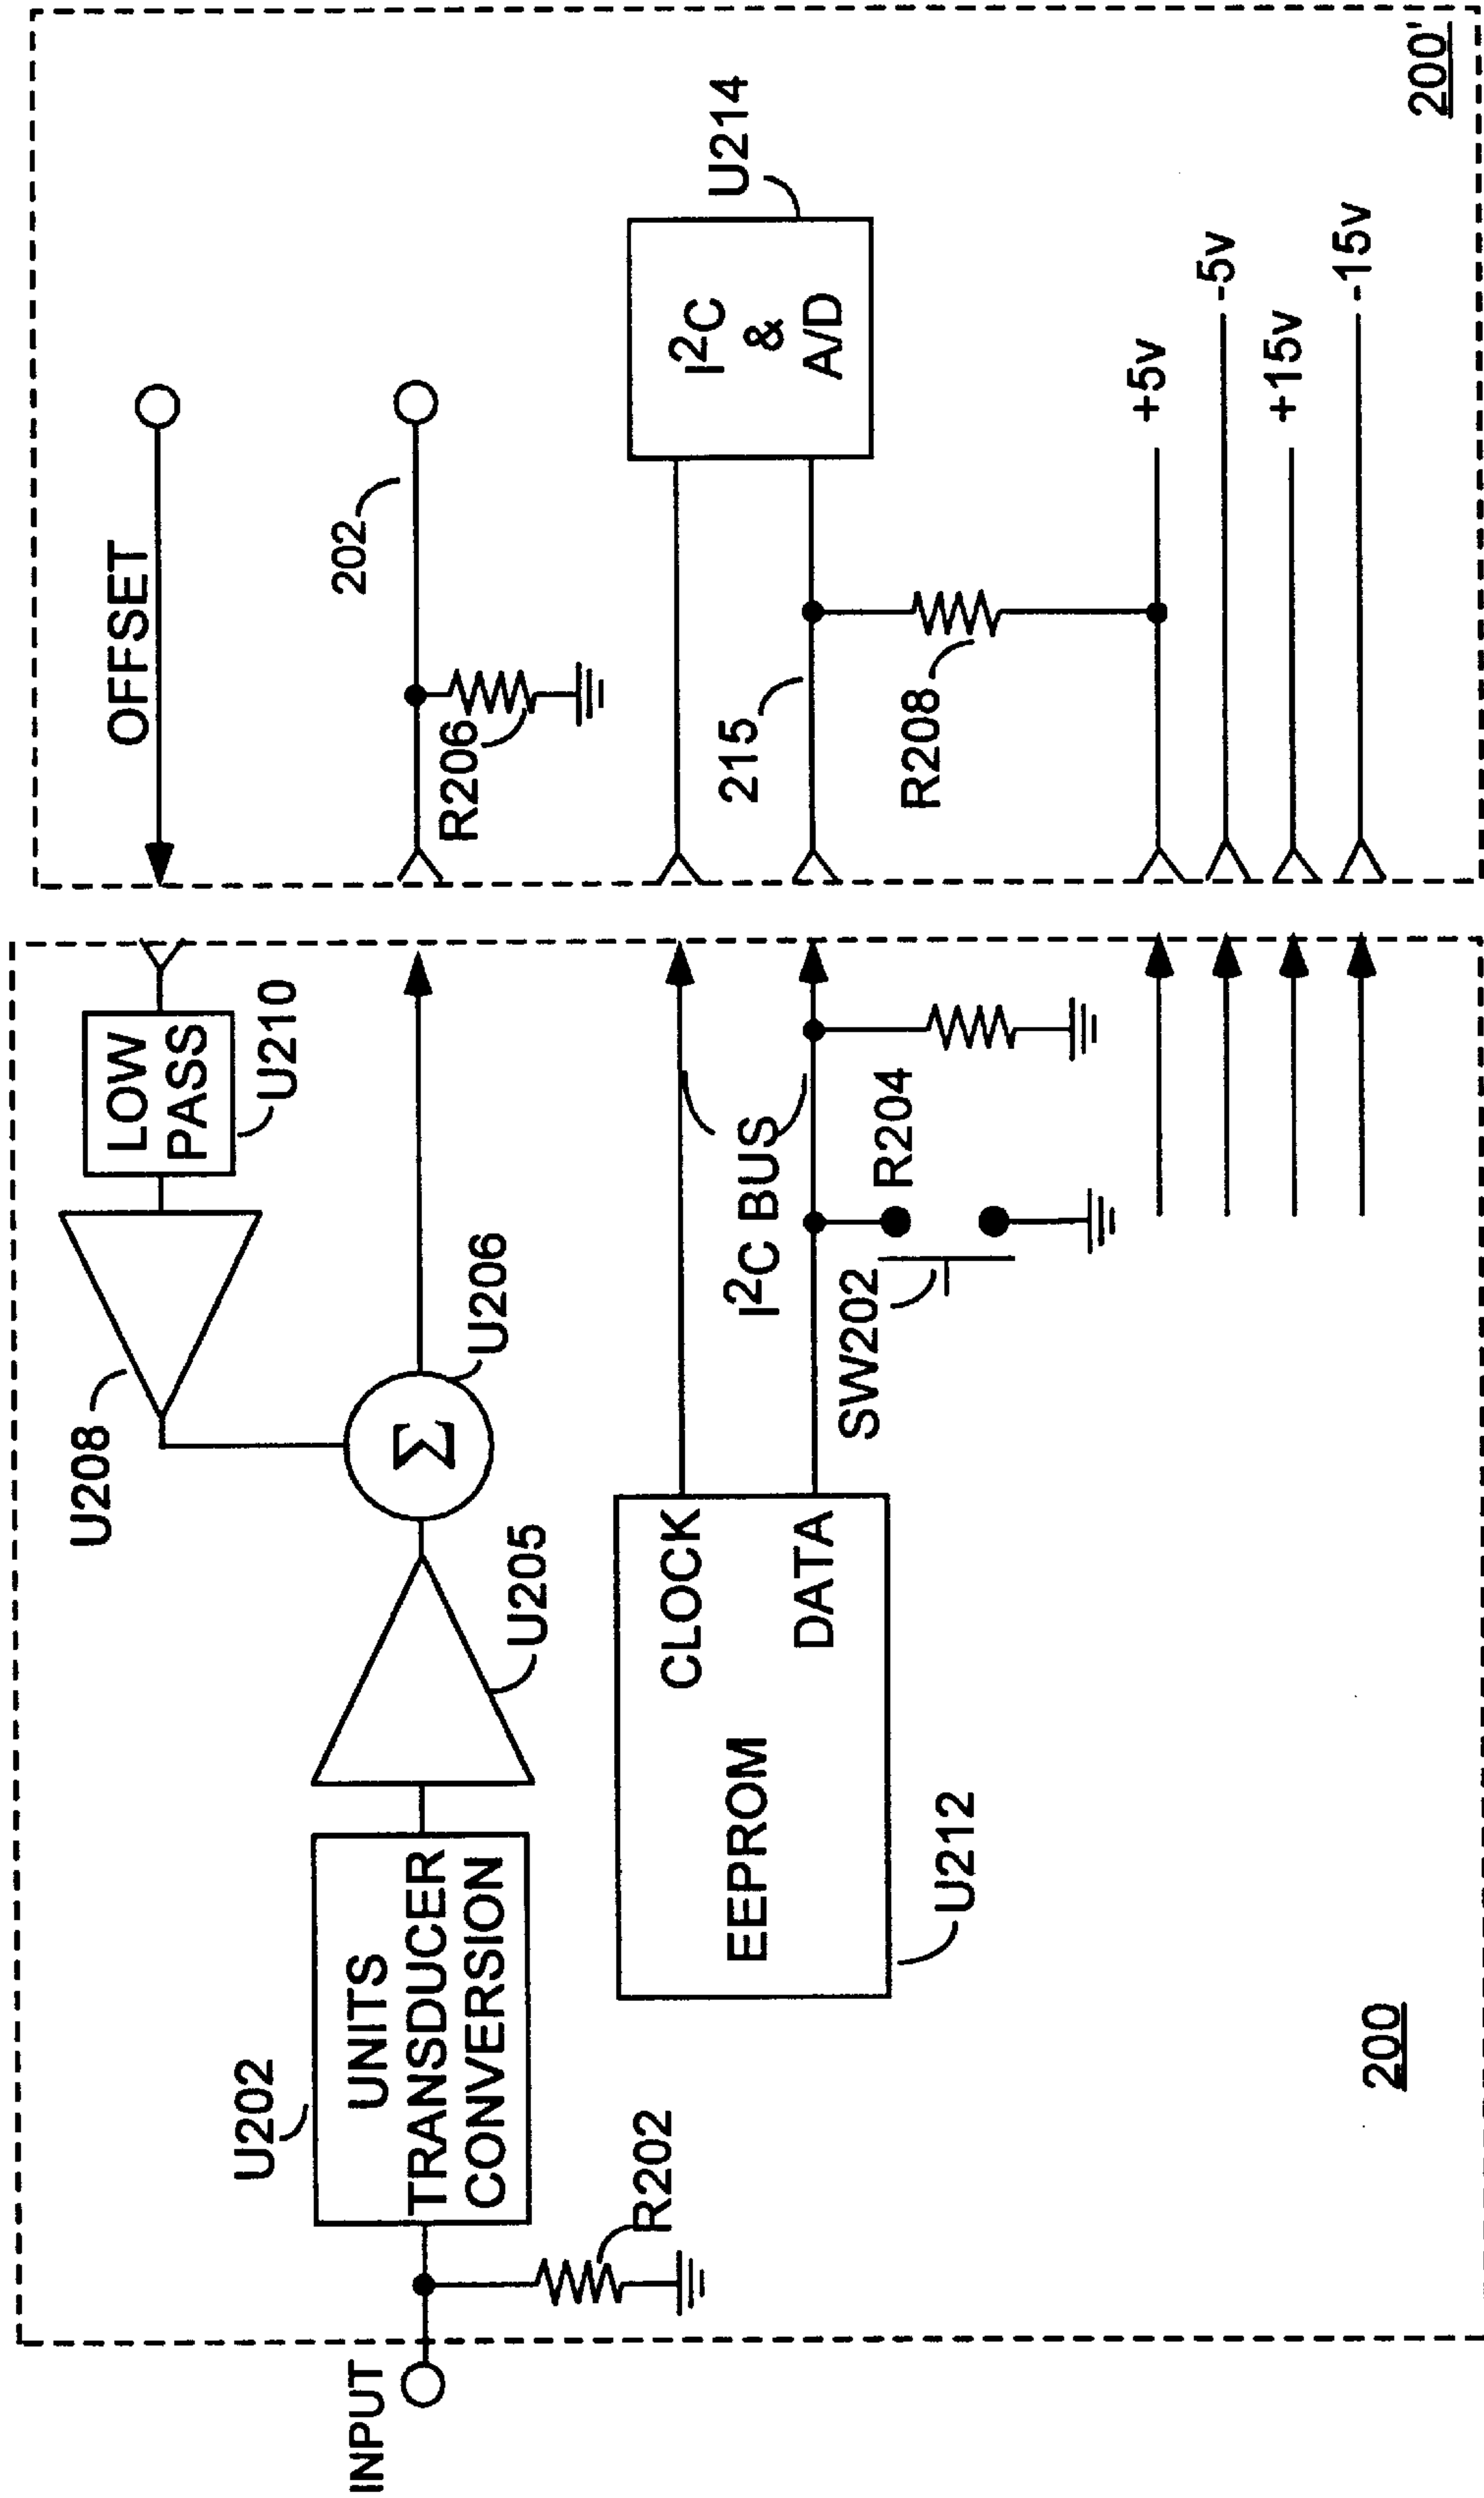 INPUT
U202
UNITS
TRANSDUCER
CONVERSION
R202
U205
U208
U206
Σ
LOW
PASS
U210
U212
EEPROM
CLOCK
DATA
I²C BUS
SW202
R204
200
OFFSET
202
R206
215
R208
I²C
&
A/D
U214
+5v
-5v
+15v
-15v
200'